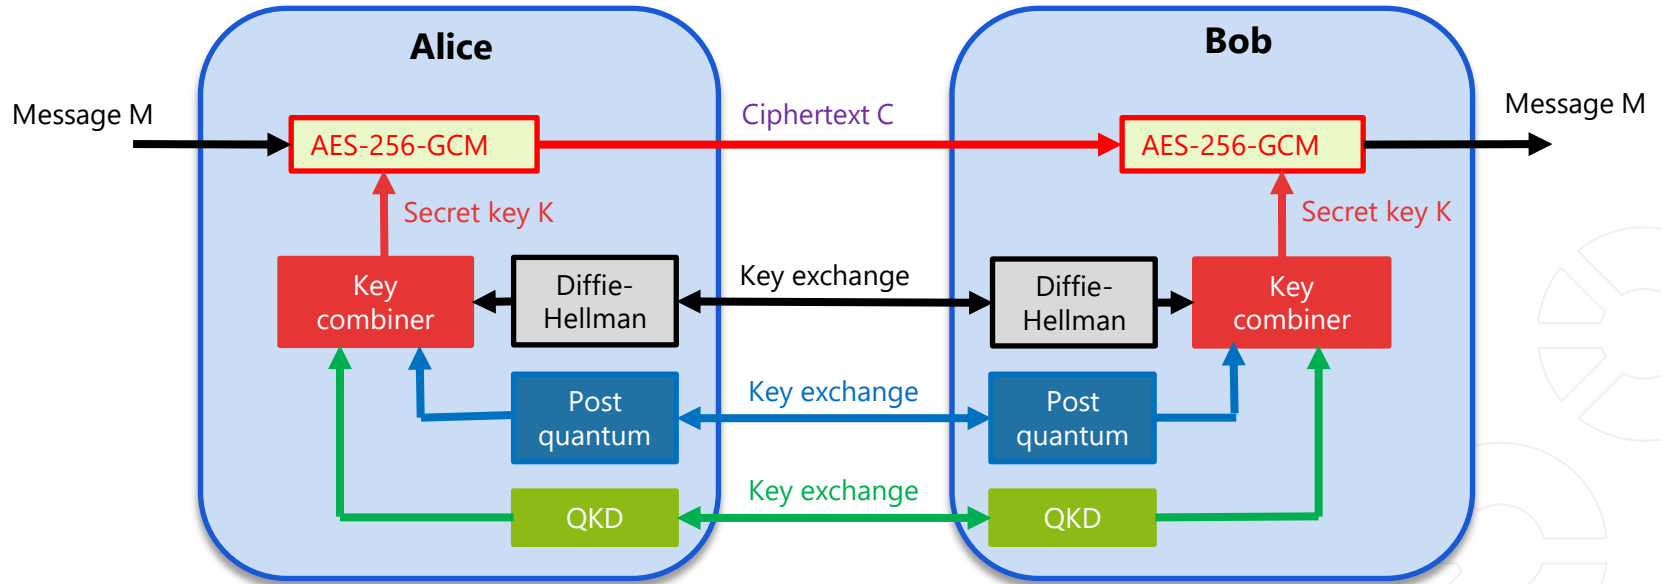 Alice
Bob
Message M
Ciphertext C
Message M
AES-256-GCM
AES-256-GCM
Secret key K
Secret key K
Key
combiner
Diffie-
Hellman
Key exchange
Diffie-
Hellman
Key
combiner
Post
quantum
Key exchange
Post
quantum
QKD
Key exchange
QKD